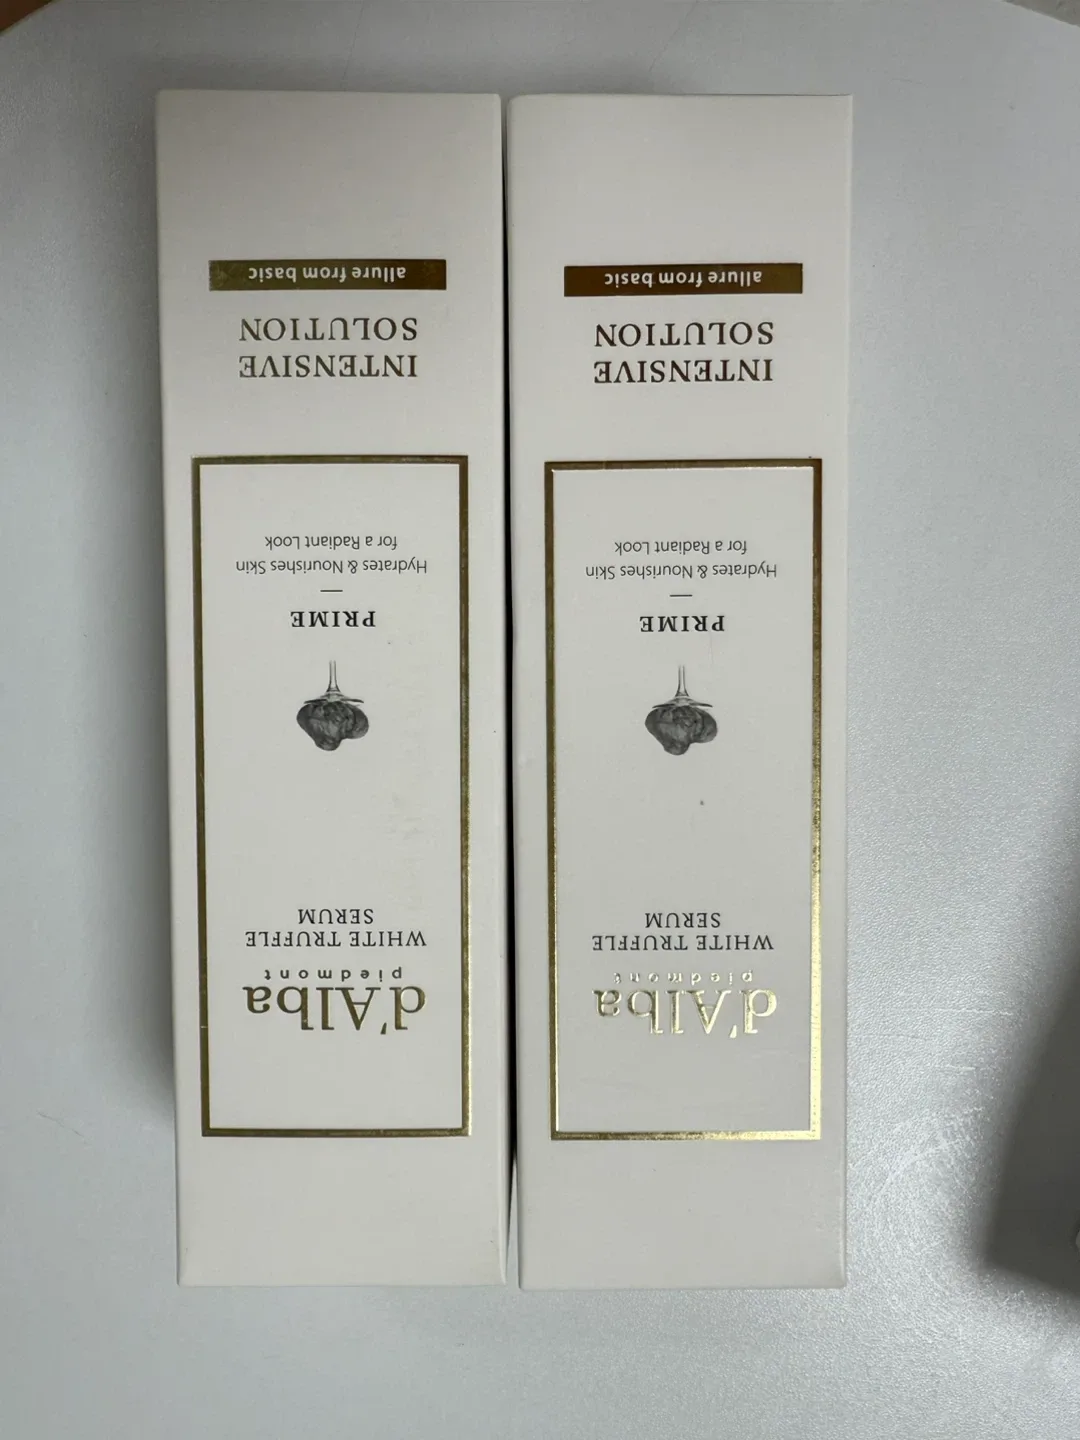 d'Alba
piedmont
WHITE TRUFFLE
SERUM
PRIME
Hydrates & Nourishes Skin
for a Radiant Look
INTENSIVE
SOLUTION
allure from basic
d'Alba
piedmont
WHITE TRUFFLE
SERUM
PRIME
Hydrates & Nourishes Skin
for a Radiant Look
INTENSIVE
SOLUTION
allure from basic